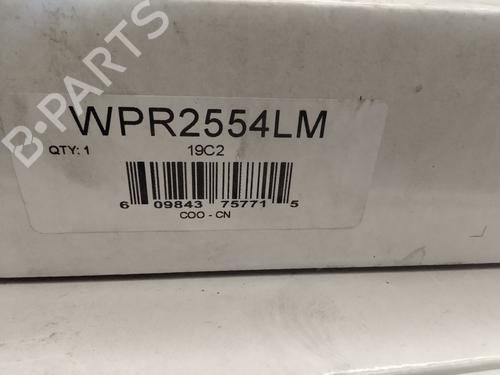 B-PARTS
WPR2554LM
QTY: 1 19C2
6 09843 75771 5
COO - CN